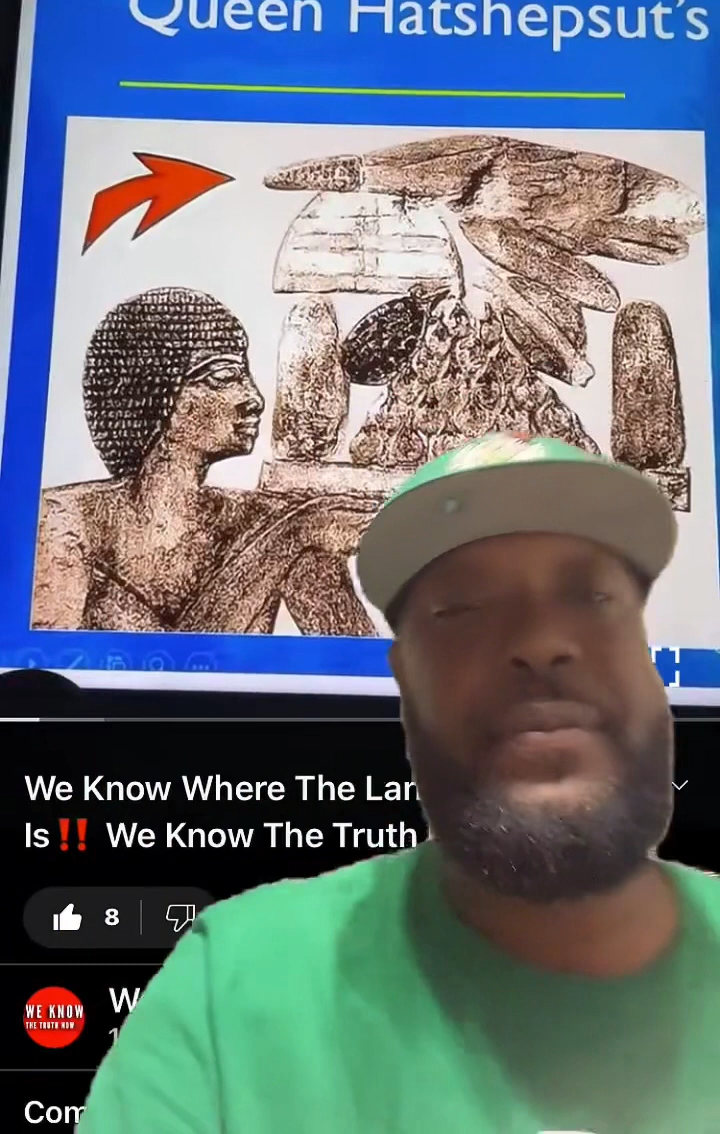 Queen Hatshepsut's
We Know Where The Lan
Is‼ We Know The Truth
8
WE KNOW
THE TRUTH NOW
W
1
Com